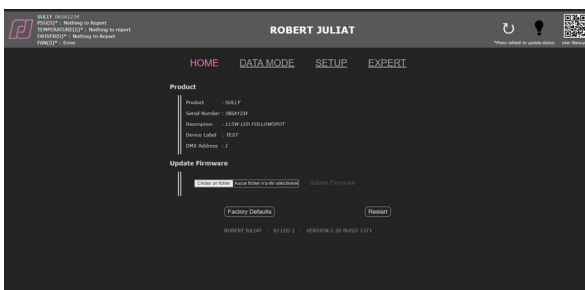 SULLY 065A1234
PSU(S)* : Nothing to Report
TEMPERATURE(S)* : Nothing to report
DRIVER(S)* : Nothing to Report
FAN(S)* : Error
ROBERT JULIAT
*Press refresh to update status
User Manual
HOME DATA MODE SETUP EXPERT
Product
Product : SULLY
Serial Number : 065A1234
Description : 115W LED FOLLOWSPOT
Device Label : TEST
DMX Address : 1
Update Firmware
Choisir un fichier Aucun fichier n'a été sélectionné Submit Firmware
Factory Defaults Restart
ROBERT JULIAT - RJ LED 2 - VERSION 2.20 BUILD 1371